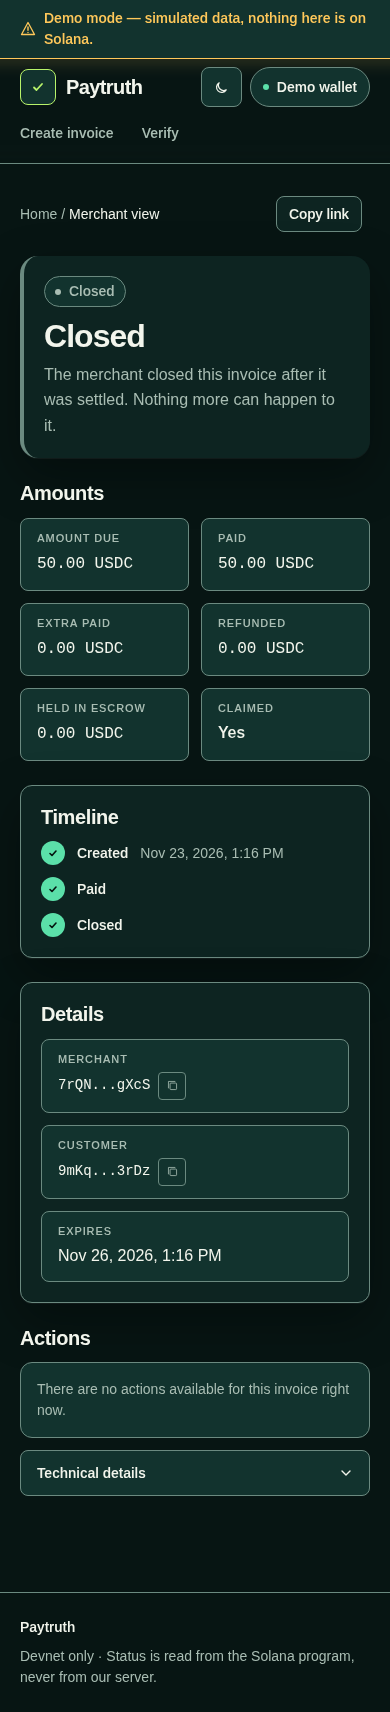 Demo mode — simulated data, nothing here is on
Solana.
Paytruth
Demo wallet
Create invoice
Verify
Home / Merchant view
Copy link
Closed
Closed
The merchant closed this invoice after it
was settled. Nothing more can happen to
it.
Amounts
AMOUNT DUE
50.00 USDC
PAID
50.00 USDC
EXTRA PAID
0.00 USDC
REFUNDED
0.00 USDC
HELD IN ESCROW
0.00 USDC
CLAIMED
Yes
Timeline
Created Nov 23, 2026, 1:16 PM
Paid
Closed
Details
MERCHANT
7rQN...gXcS
CUSTOMER
9mKq...3rDz
EXPIRES
Nov 26, 2026, 1:16 PM
Actions
There are no actions available for this invoice right
now.
Technical details
Paytruth
Devnet only · Status is read from the Solana program,
never from our server.